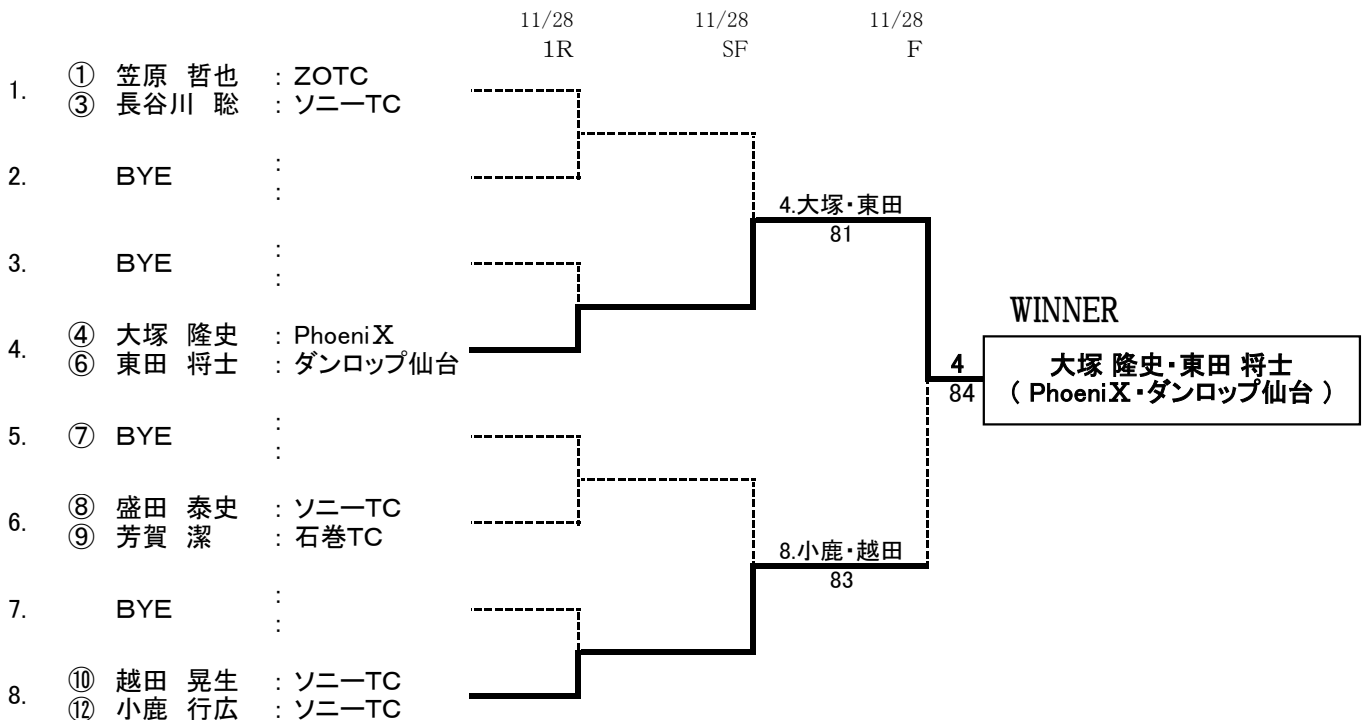 11/28 11/28 11/28
1R SF F
1. ① 笠原 哲也 : ZOTC
③ 長谷川 聡 : ソニーTC
2. BYE :
:
4.大塚・東田
81
3. BYE :
:
WINNER
4. ④ 大塚 隆史 : PhoeniX
⑥ 東田 将士 : ダンロップ仙台
4 大塚 隆史・東田 将士
84 ( PhoeniX・ダンロップ仙台 )
5. ⑦ BYE :
:
6. ⑧ 盛田 泰史 : ソニーTC
⑨ 芳賀 潔 : 石巻TC
8.小鹿・越田
83
7. BYE :
:
8. ⑩ 越田 晃生 : ソニーTC
⑫ 小鹿 行広 : ソニーTC